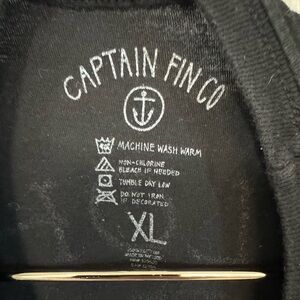 CAPTAIN FIN CO
MACHINE WASH WARM
NON-CHLORINE
BLEACH IF NEEDED
TUMBLE DRY LOW
DO NOT IRON
IF DECORATED
XL